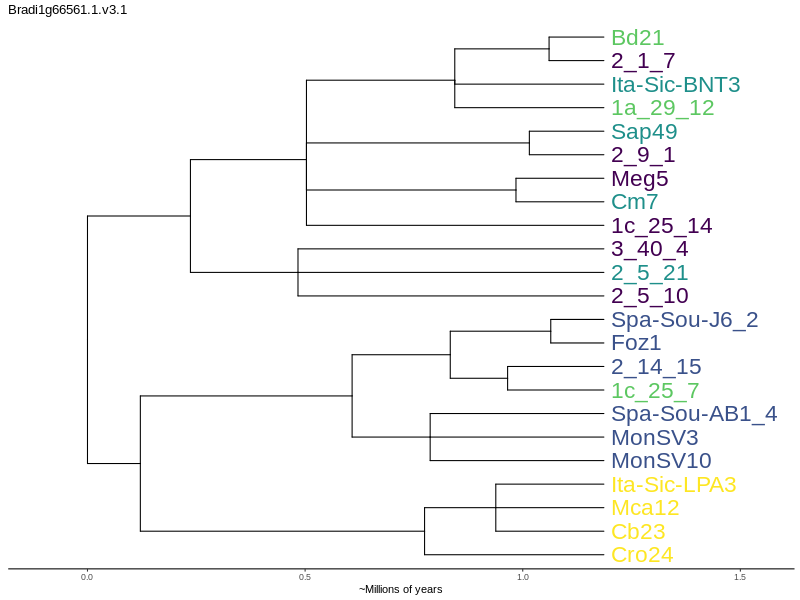 Bradi1g66561.1.v3.1
Bd21
2_1_7
Ita-Sic-BNT3
1a_29_12
Sap49
2_9_1
Meg5
Cm7
1c_25_14
3_40_4
2_5_21
2_5_10
Spa-Sou-J6_2
Foz1
2_14_15
1c_25_7
Spa-Sou-AB1_4
MonSV3
MonSV10
Ita-Sic-LPA3
Mca12
Cb23
Cro24
0.0 0.5 1.0 1.5
~Millions of years